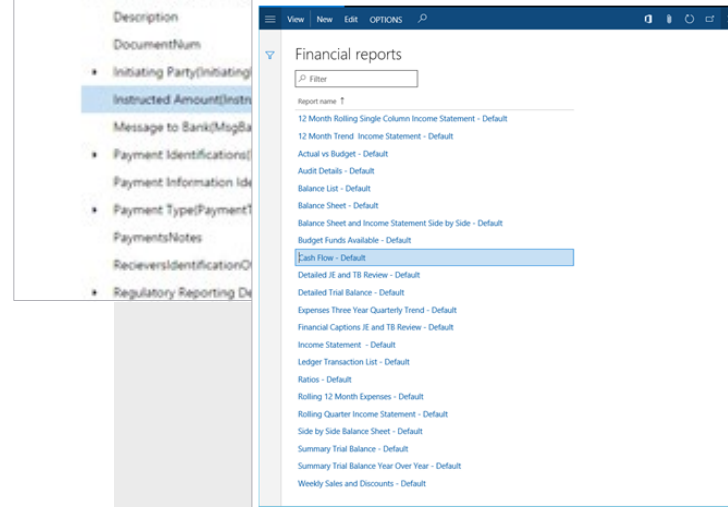 Description
DocumentNum
Initiating Party(Initiating
Instructed Amount(Instru
Message to Bank(MsgBa
Payment Identifications(
Payment Information Ide
Payment Type(PaymentT
PaymentsNotes
RecieversIdentificationO
Regulatory Reporting De
View New Edit OPTIONS
Financial reports
Filter
Report name ↑
12 Month Rolling Single Column Income Statement - Default
12 Month Trend Income Statement - Default
Actual vs Budget - Default
Audit Details - Default
Balance List - Default
Balance Sheet - Default
Balance Sheet and Income Statement Side by Side - Default
Budget Funds Available - Default
Cash Flow - Default
Detailed JE and TB Review - Default
Detailed Trial Balance - Default
Expenses Three Year Quarterly Trend - Default
Financial Captions JE and TB Review - Default
Income Statement - Default
Ledger Transaction List - Default
Ratios - Default
Rolling 12 Month Expenses - Default
Rolling Quarter Income Statement - Default
Side by Side Balance Sheet - Default
Summary Trial Balance - Default
Summary Trial Balance Year Over Year - Default
Weekly Sales and Discounts - Default